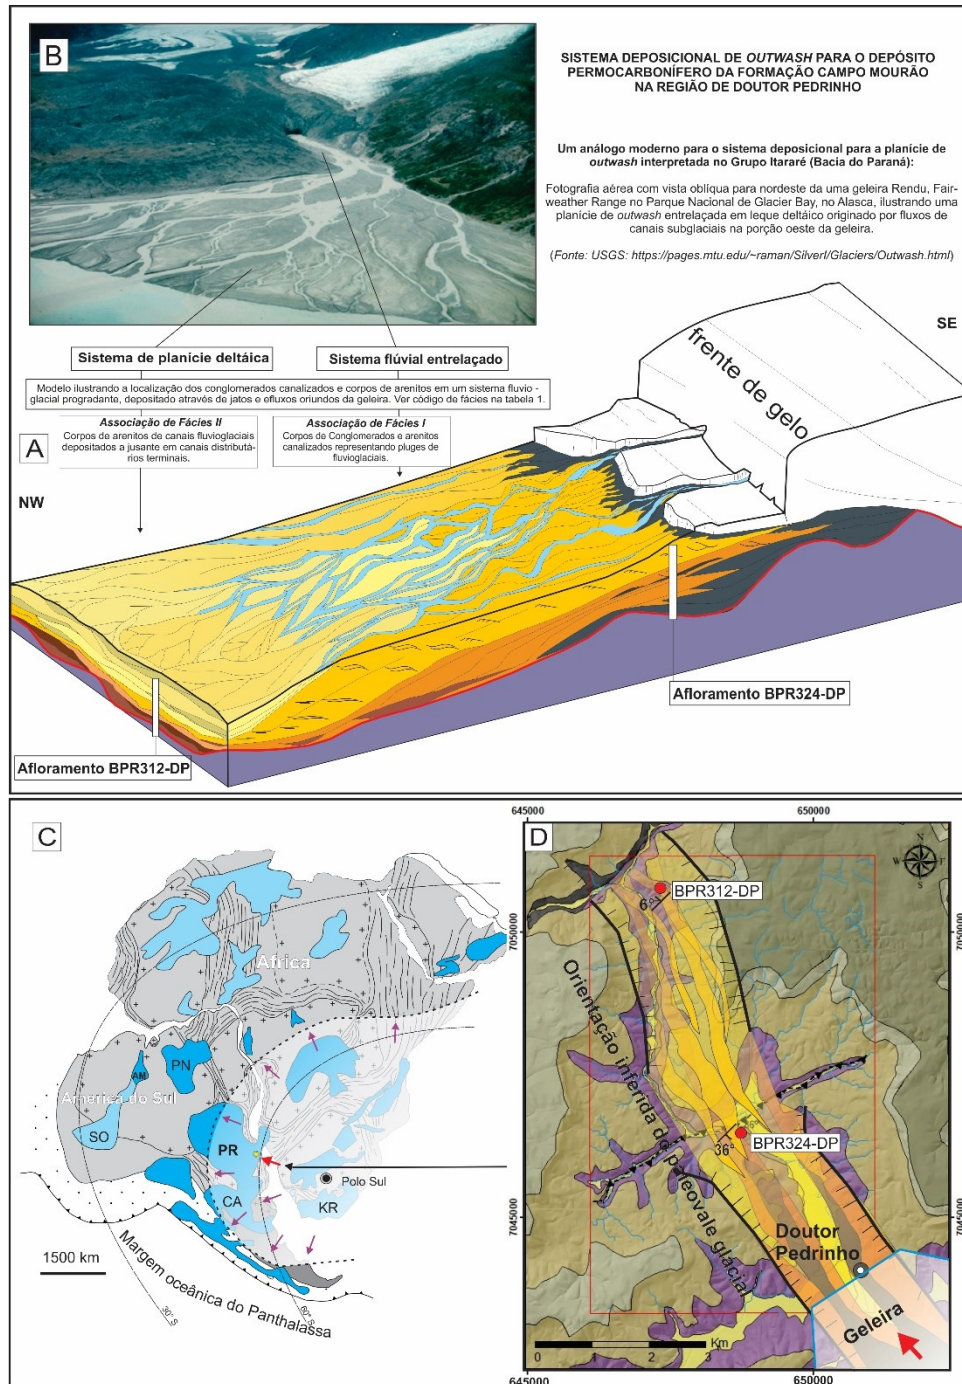 B
SISTEMA DEPOSICIONAL DE OUTWASH PARA O DEPÓSITO
PERMOCARBONÍFERO DA FORMAÇÃO CAMPO MOURÃO
NA REGIÃO DE DOUTOR PEDRINHO
Um análogo moderno para o sistema deposicional para a planície de
outwash interpretada no Grupo Itararé (Bacia do Paraná):
Fotografia aérea com vista oblíqua para nordeste da uma geleira Rendu, Fair-
weather Range no Parque Nacional de Glacier Bay, no Alasca, ilustrando uma
planície de outwash entrelaçada em leque deltáico originado por fluxos de
canais subglaciais na porção oeste da geleira.
(Fonte: USGS: https://pages.mtu.edu/~raman/SilverI/Glaciers/Outwash.html)
Sistema de planície deltáica
Sistema flúvial entrelaçado
Modelo ilustrando a localização dos conglomerados canalizados e corpos de arenitos em um sistema fluvio -
glacial progradante, depositado através de jatos e efluxos oriundos da geleira. Ver código de fácies na tabela 1.
Associação de Fácies II
Corpos de arenitos de canais fluvioglaciais
depositados a jusante em canais distributá-
rios terminais.
Associação de Fácies I
Corpos de Conglomerados e arenitos
canalizados representando pluges de
fluvioglaciais.
A
NW
SE
frente de gelo
Afloramento BPR324-DP
Afloramento BPR312-DP
C
África
América do Sul
AM
PN
SO
PR
CA
KR
Polo Sul
1500 km
Margem oceânica do Panthalassa
30° S
60° S
645000
650000
D
N
W
E
S
BPR312-DP
6°
7050000
7050000
Orientação inferida do paleovale glacial
BPR324-DP
36°
7045000
7045000
Doutor
Pedrinho
Geleira
Km
0 1 2 3
645000
650000